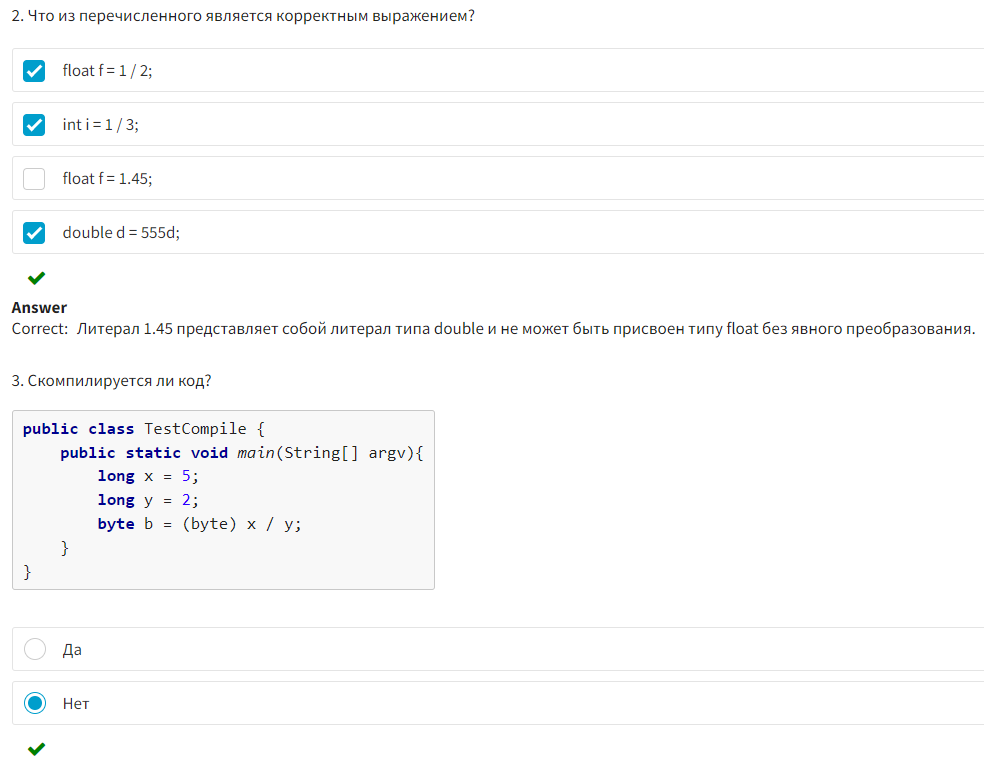 2. Что из перечисленного является корректным выражением?
float f = 1 / 2;
int i = 1 / 3;
float f = 1.45;
double d = 555d;
Answer
Correct: Литерал 1.45 представляет собой литерал типа double и не может быть присвоен типу float без явного преобразования.
3. Скомпилируется ли код?
public class TestCompile {
    public static void main(String[] argv){
        long x = 5;
        long y = 2;
        byte b = (byte) x / y;
    }
}
Да
Нет